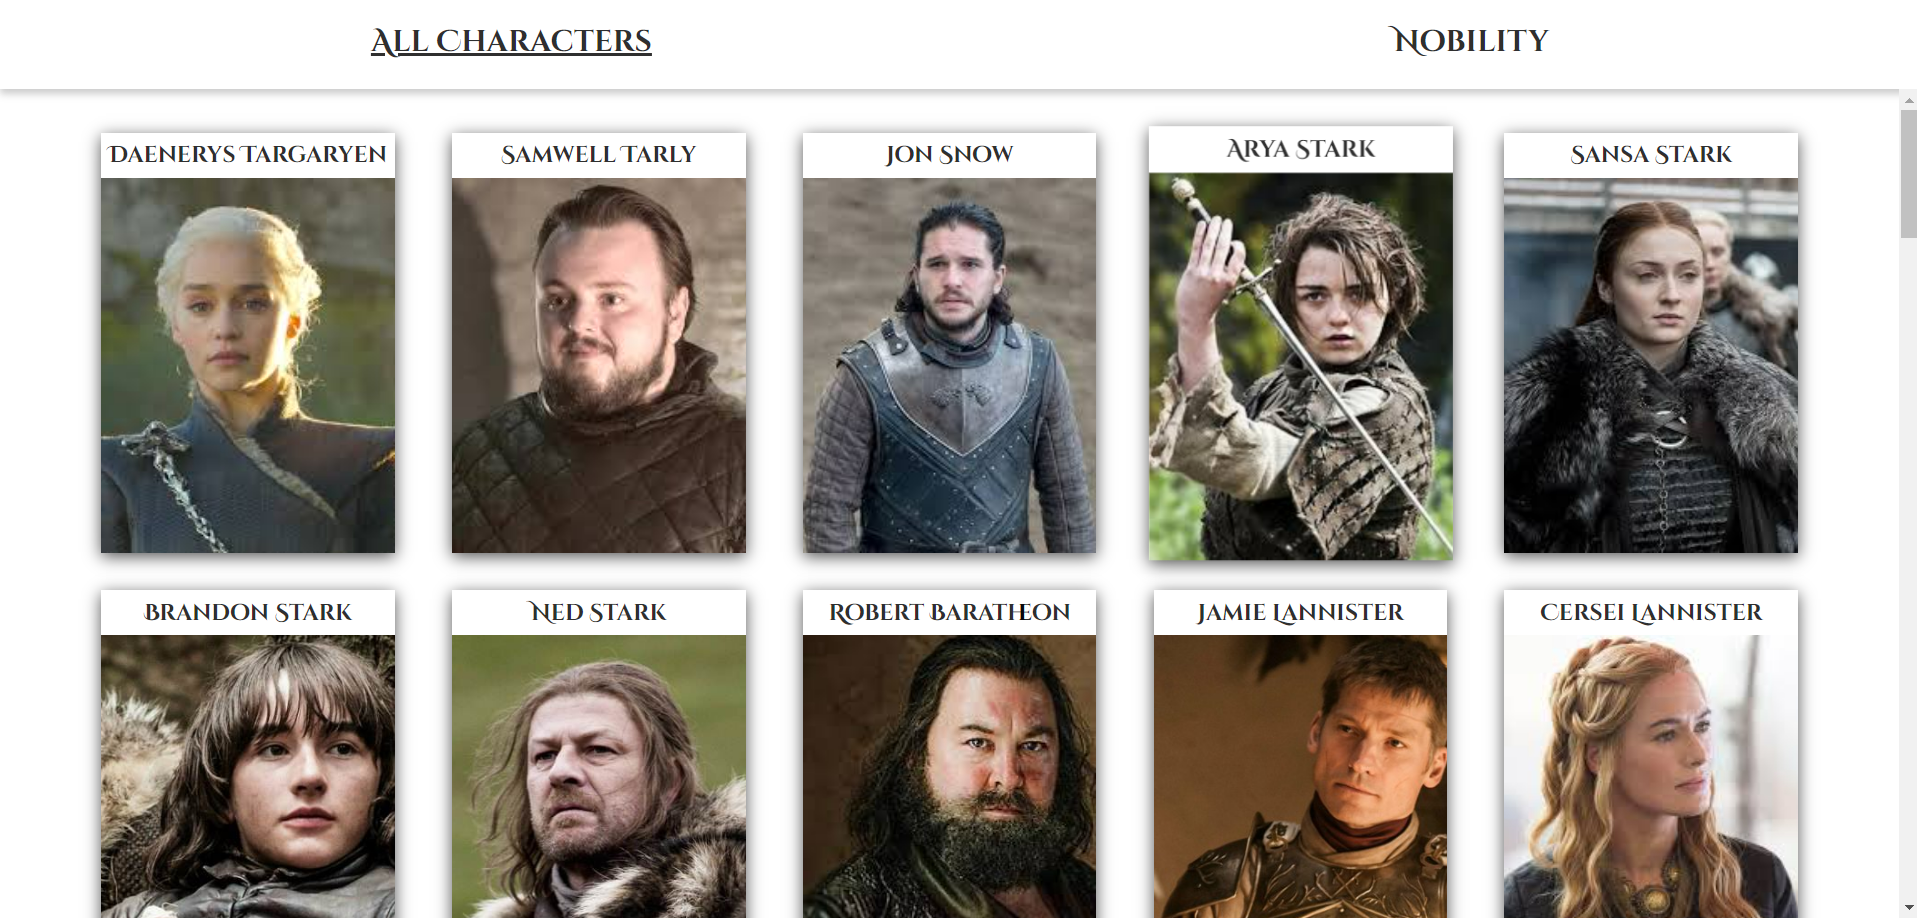 All Characters
Nobility
Daenerys Targaryen
Samwell Tarly
Jon Snow
Arya Stark
Sansa Stark
Brandon Stark
Ned Stark
Robert Baratheon
Jamie Lannister
Cersei Lannister